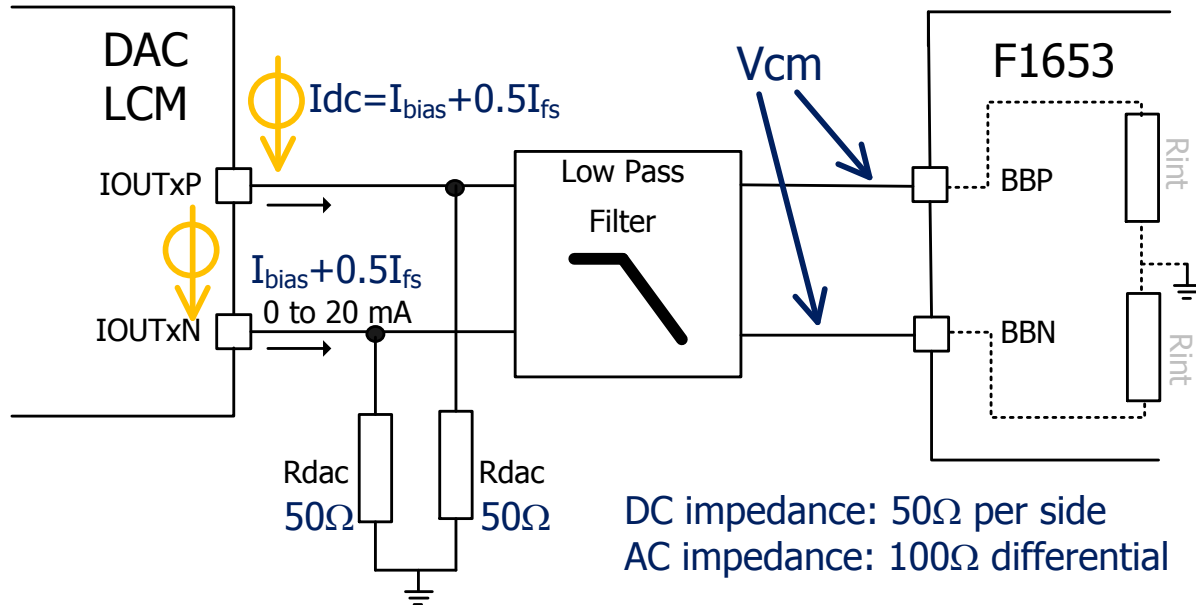 DAC
LCM
Idc=Ibias+0.5Ifs
IOUTxP
Ibias+0.5Ifs
0 to 20 mA
IOUTxN
Rdac
50Ω
Rdac
50Ω
Low Pass
Filter
Vcm
F1653
BBP
Rint
BBN
Rint
DC impedance: 50Ω per side
AC impedance: 100Ω differential